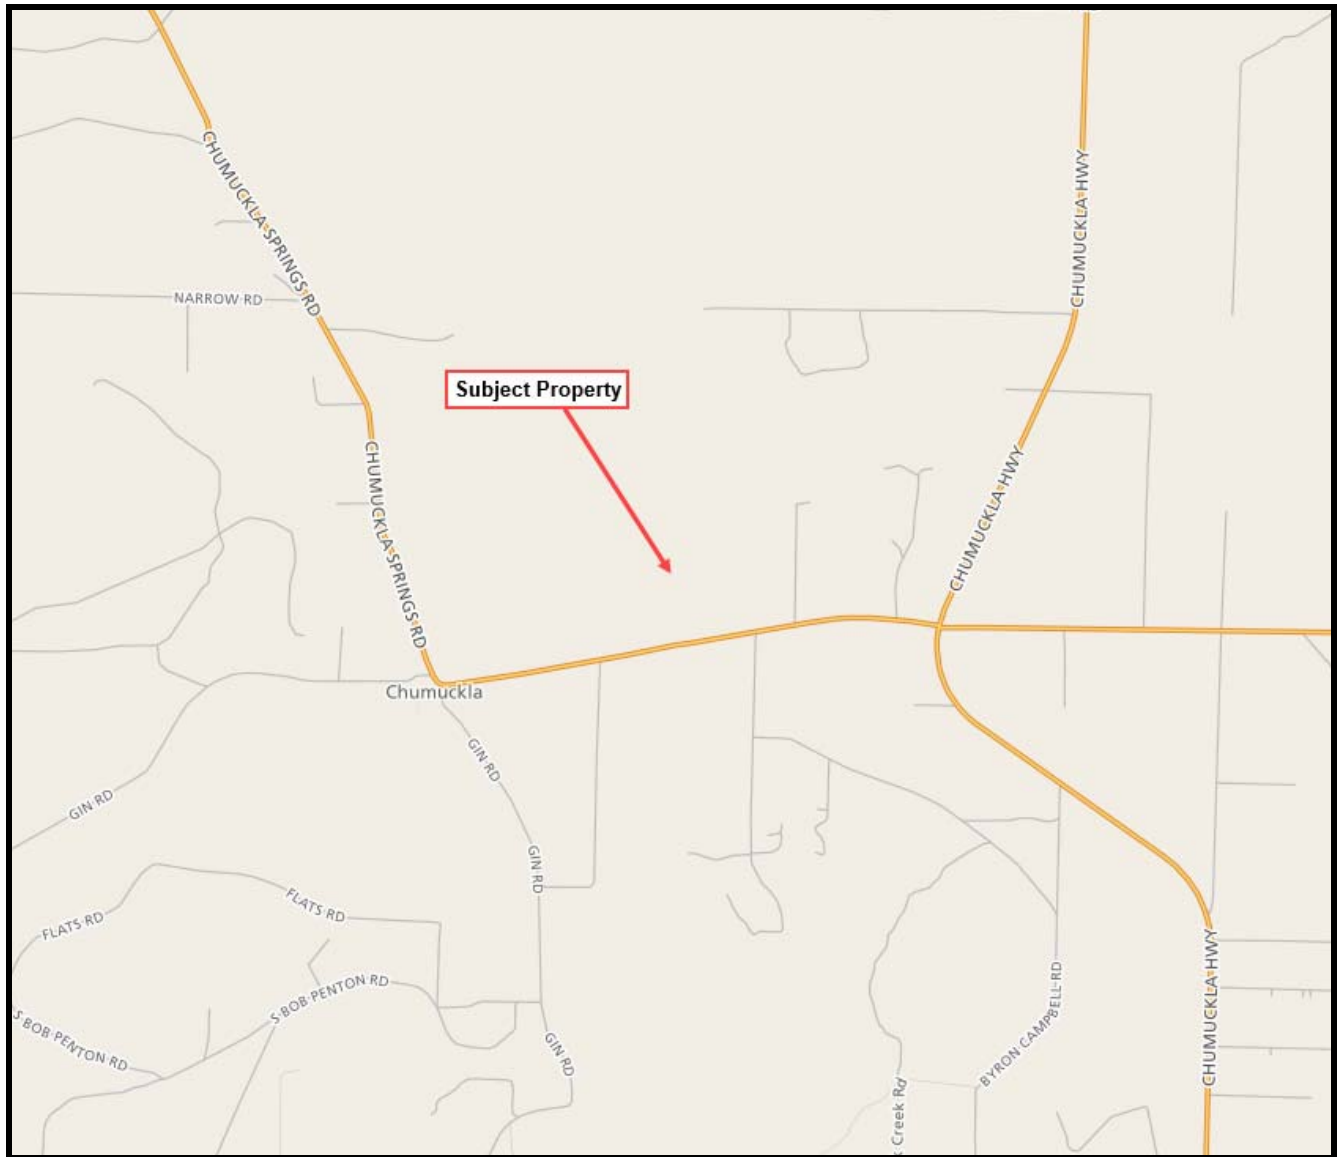 CHUMUCKLA SPRINGS RD
CHUMUCKLA HWY
NARROW RD
Subject Property
CHUMUCKLA SPRINGS RD
CHUMUCKLA HWY
Chumuckla
GIN RD
GIN RD
GIN RD
FLATS RD
FLATS RD
S BOB PENTON RD
S BOB PENTON RD
GIN RD
BYRON CAMPBELL RD
CHUMUCKLA HWY
Creek Rd